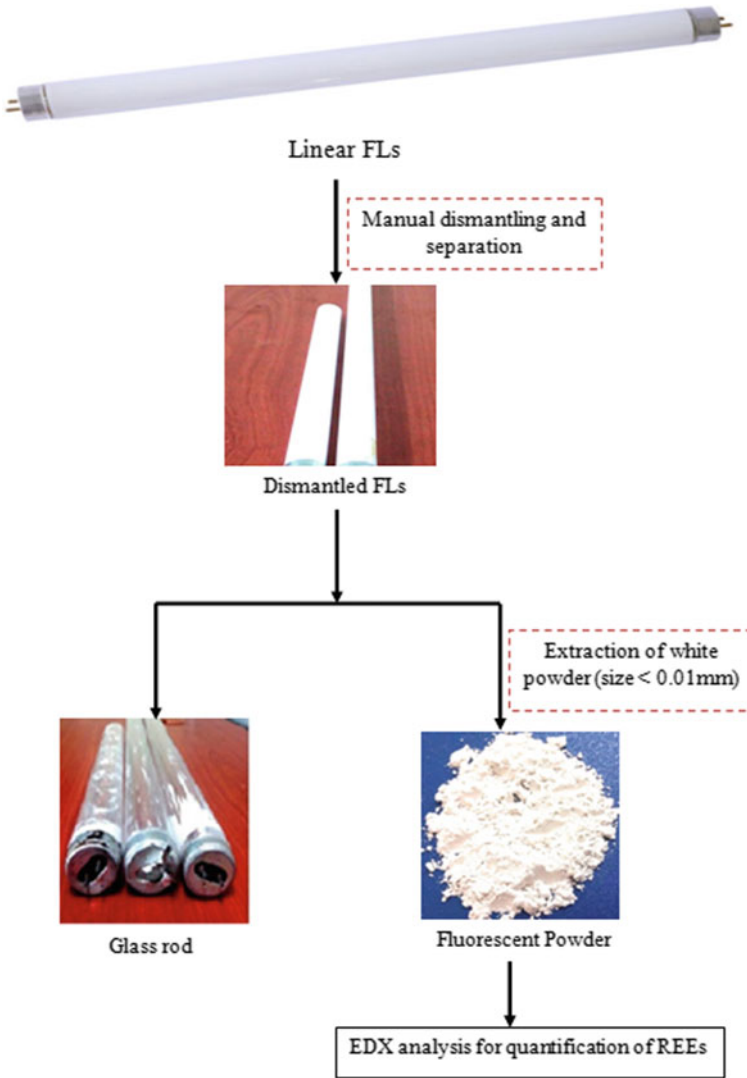 Linear FLs
Manual dismantling and
separation
Dismantled FLs
Extraction of white
powder (size < 0.01mm)
Glass rod
Fluorescent Powder
EDX analysis for quantification of REEs